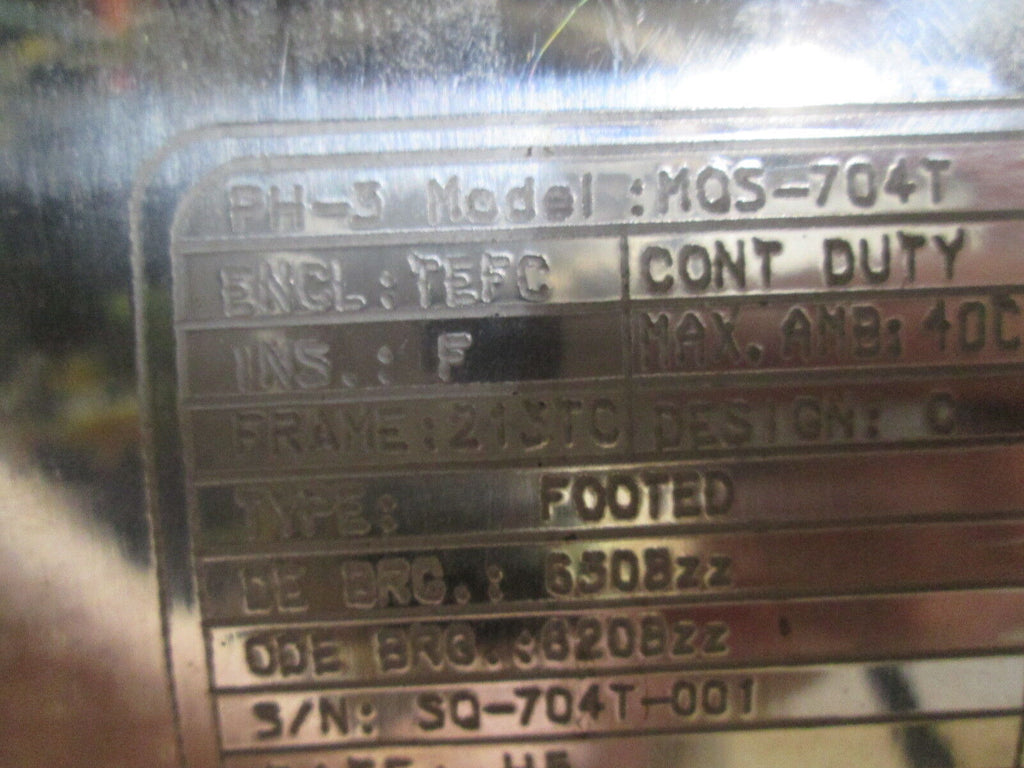 PH-3 Model :MQS-704T
ENCL: TEFC CONT DUTY
INS.: F MAX. AMB: 40C
FRAME:213TC DESIGN: C
TYPE: FOOTED
DE BRG.: 6308zz
ODE BRG.:6208zz
S/N: SQ-704T-001